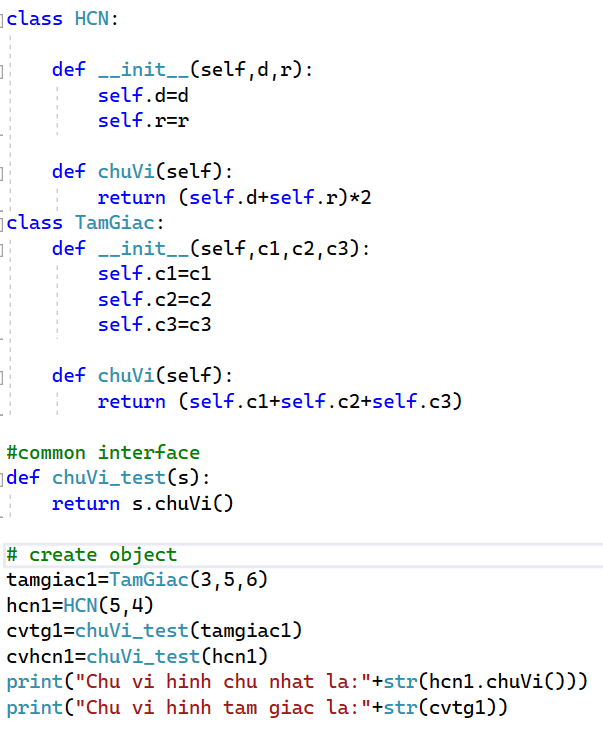 class HCN:
    def __init__(self,d,r):
        self.d=d
        self.r=r
    def chuVi(self):
        return (self.d+self.r)*2
class TamGiac:
    def __init__(self,c1,c2,c3):
        self.c1=c1
        self.c2=c2
        self.c3=c3
    def chuVi(self):
        return (self.c1+self.c2+self.c3)
#common interface
def chuVi_test(s):
    return s.chuVi()
# create object
tamgiac1=TamGiac(3,5,6)
hcn1=HCN(5,4)
cvtg1=chuVi_test(tamgiac1)
cvhcn1=chuVi_test(hcn1)
print("Chu vi hinh chu nhat la:"+str(hcn1.chuVi()))
print("Chu vi hinh tam giac la:"+str(cvtg1))